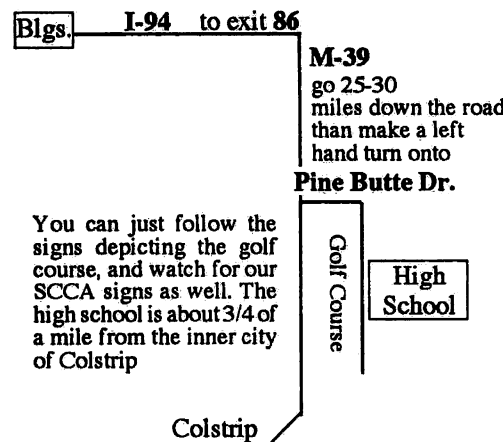 Blgs. I-94 to exit 86
M-39
go 25-30
miles down the road
than make a left
hand turn onto
Pine Butte Dr.
You can just follow the
signs depicting the golf
course, and watch for our
SCCA signs as well. The
high school is about 3/4 of
a mile from the inner city
of Colstrip
Golf Course
High
School
Colstrip